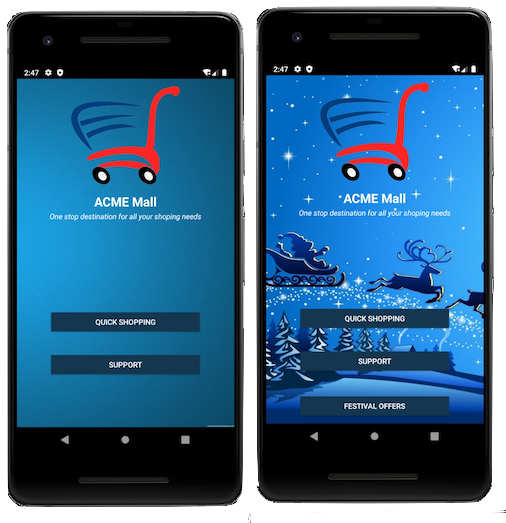 2:47
ACME Mall
One stop destination for all your shoping needs
QUICK SHOPPING
SUPPORT
2:47
ACME Mall
One stop destination for all your shoping needs
QUICK SHOPPING
SUPPORT
FESTIVAL OFFERS